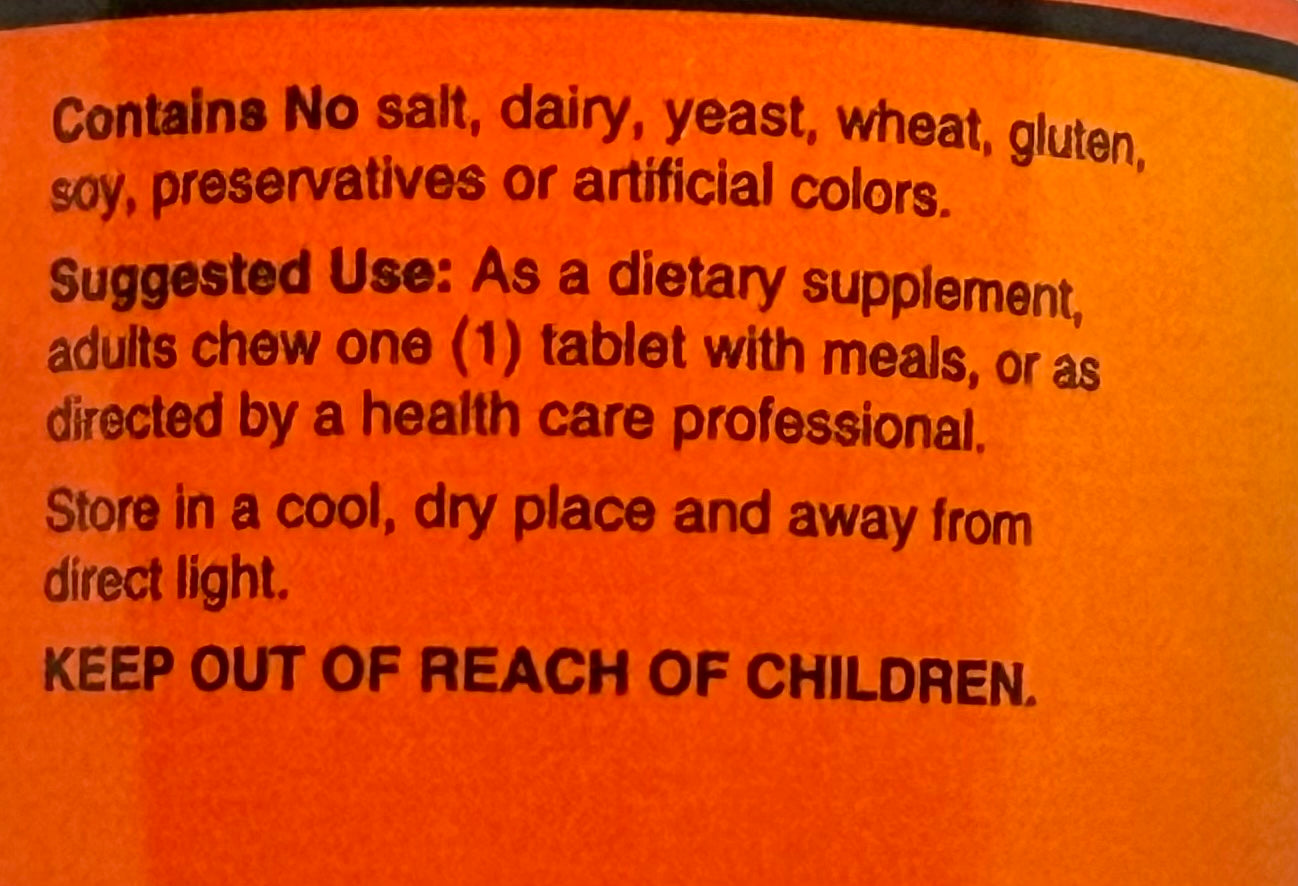 Contains No salt, dairy, yeast, wheat, gluten,
soy, preservatives or artificial colors.
Suggested Use: As a dietary supplement,
adults chew one (1) tablet with meals, or as
directed by a health care professional.
Store in a cool, dry place and away from
direct light.
KEEP OUT OF REACH OF CHILDREN.